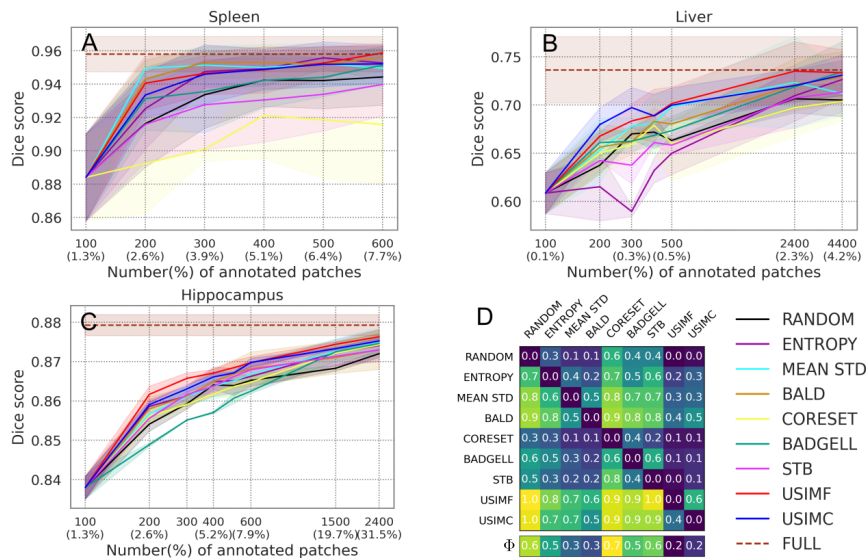 Spleen
A
Dice score
0.96
0.94
0.92
0.90
0.88
0.86
100 200 300 400 500 600
(1.3%) (2.6%) (3.9%) (5.1%) (6.4%) (7.7%)
Number(%) of annotated patches
Liver
B
Dice score
0.75
0.70
0.65
0.60
100 200 300 500 2400 4400
(0.1%) (0.3%) (0.5%) (2.3%) (4.2%)
Number(%) of annotated patches
Hippocampus
C
Dice score
0.88
0.87
0.86
0.85
0.84
100 200 300 400 600 1500 2400
(1.3%) (2.6%) (5.2%) (7.9%) (19.7%) (31.5%)
Number(%) of annotated patches
D
RANDOM ENTROPY MEAN STD BALD CORESET BADGELL STB USIMF USIMC
RANDOM 0.0 0.3 0.1 0.1 0.6 0.4 0.4 0.0 0.0
ENTROPY 0.7 0.0 0.4 0.2 0.7 0.5 0.6 0.2 0.3
MEAN STD 0.8 0.6 0.0 0.5 0.8 0.7 0.7 0.3 0.3
BALD 0.9 0.8 0.5 0.0 0.9 0.8 0.8 0.4 0.5
CORESET 0.3 0.3 0.1 0.1 0.0 0.4 0.2 0.1 0.1
BADGELL 0.6 0.5 0.3 0.2 0.6 0.0 0.6 0.1 0.1
STB 0.5 0.3 0.2 0.2 0.8 0.4 0.0 0.0 0.1
USIMF 1.0 0.8 0.7 0.6 0.9 0.9 1.0 0.0 0.6
USIMC 1.0 0.7 0.7 0.5 0.9 0.9 0.9 0.4 0.0
Φ 0.6 0.5 0.3 0.3 0.7 0.5 0.6 0.2 0.2
RANDOM
ENTROPY
MEAN STD
BALD
CORESET
BADGELL
STB
USIMF
USIMC
FULL